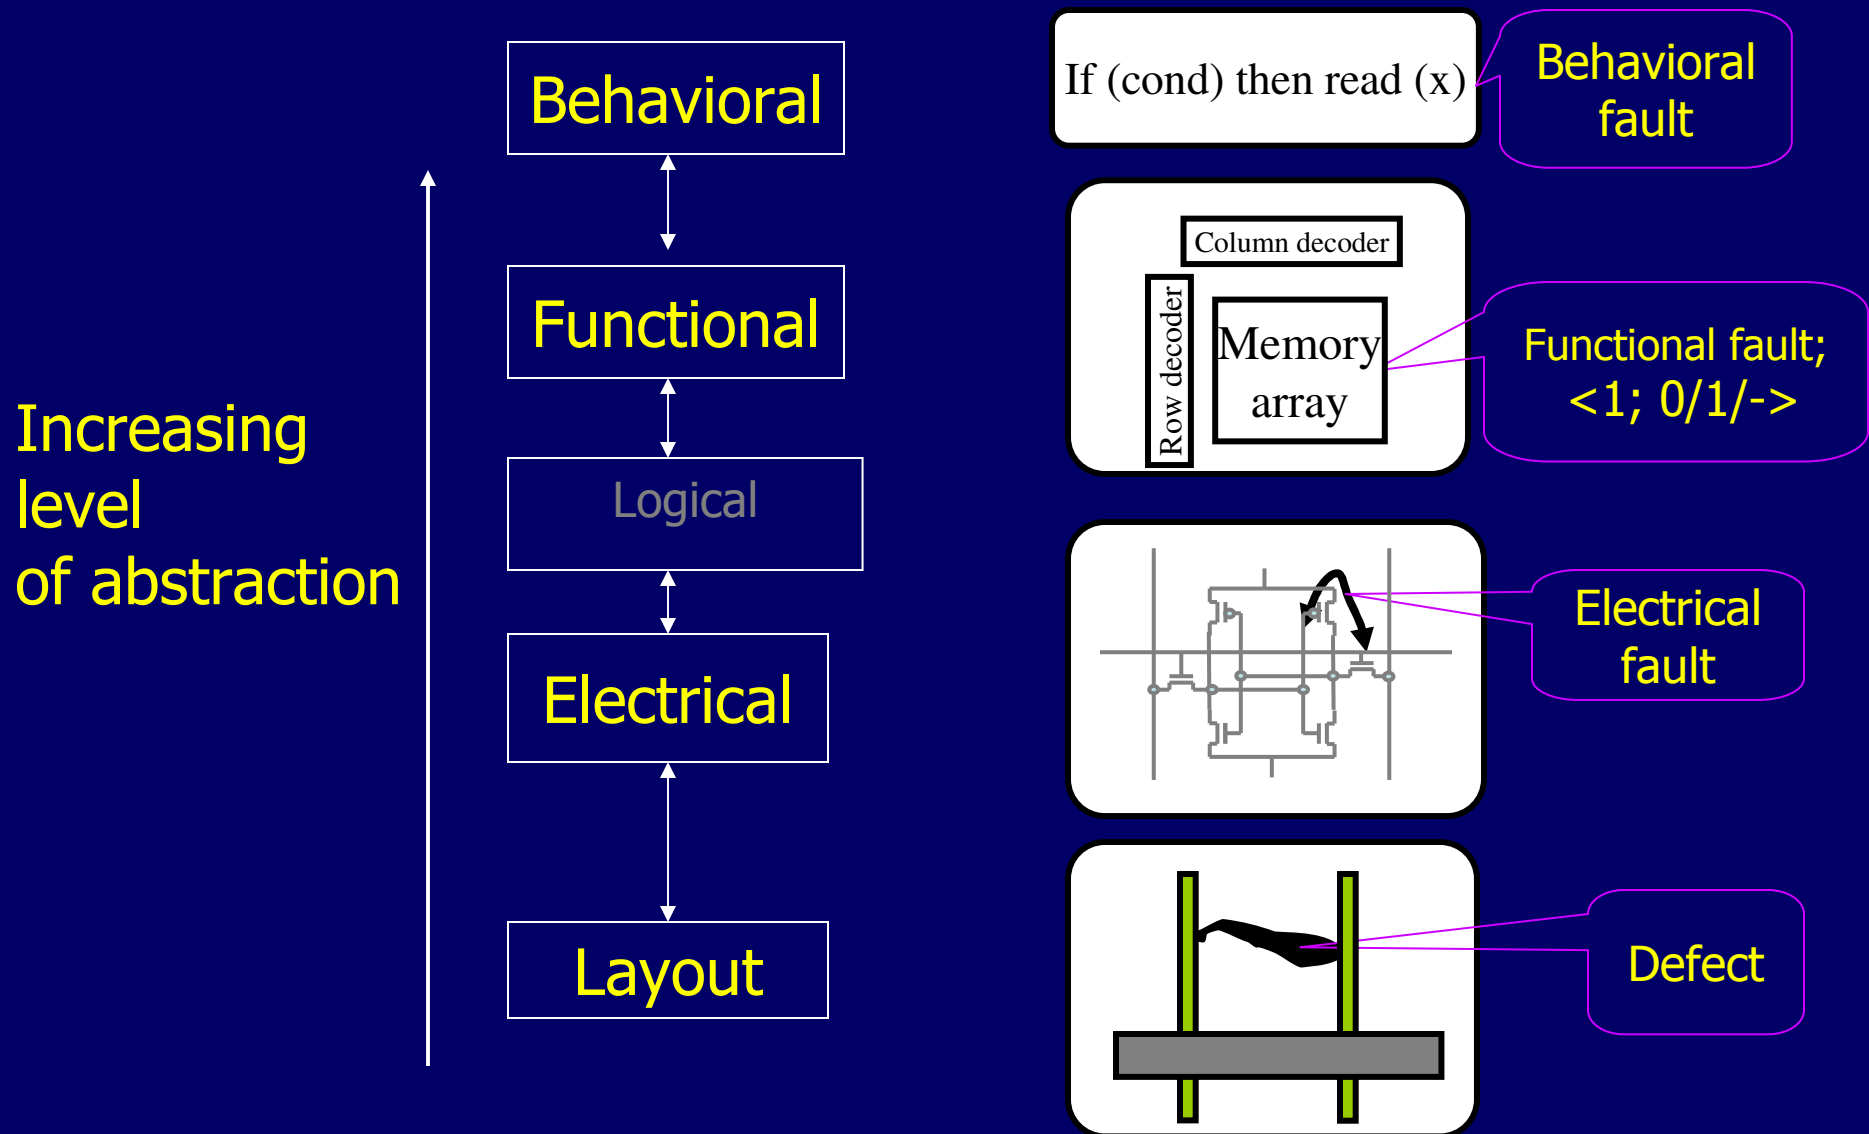 Increasing
level
of abstraction
Behavioral
Functional
Logical
Electrical
Layout
If (cond) then read (x)
Behavioral
fault
Column decoder
Row decoder
Memory
array
Functional fault;
<1; 0/1/->
Electrical
fault
Defect